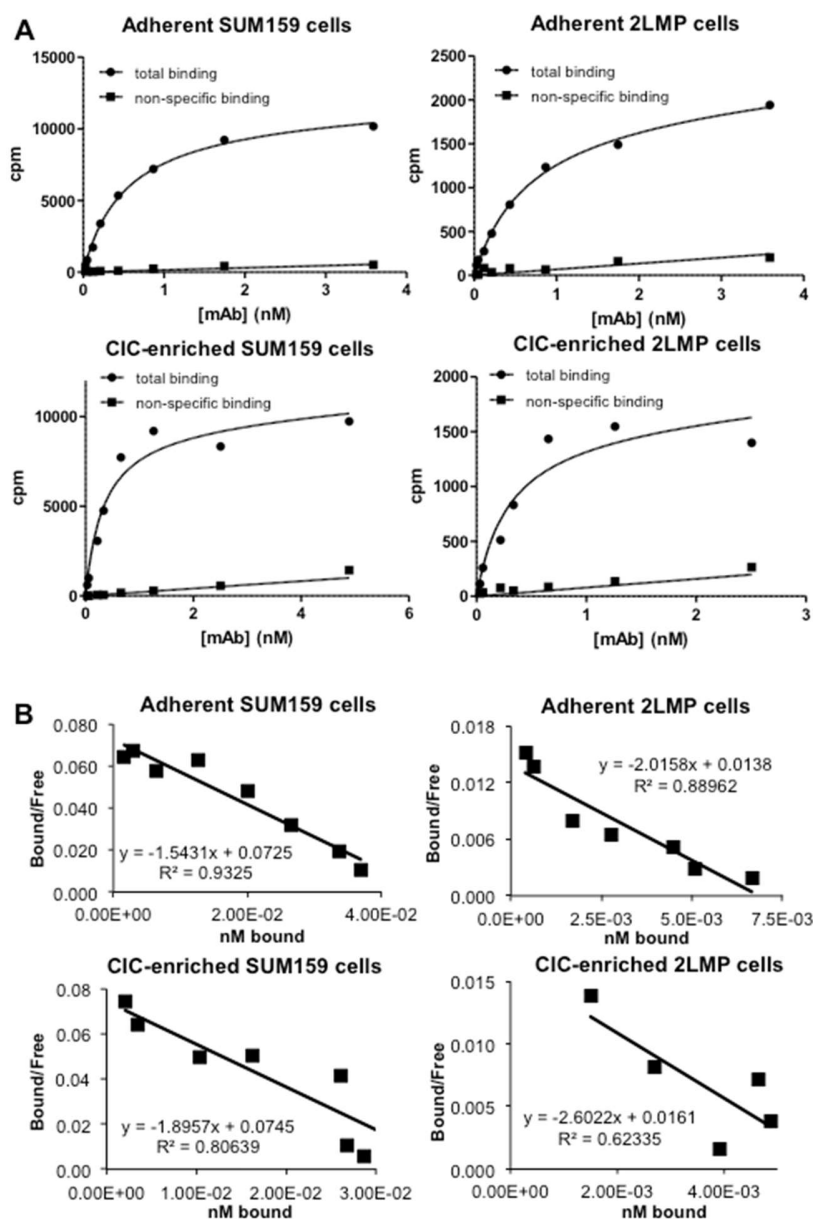 A
Adherent SUM159 cells
15000
10000
5000
0
cpm
total binding
non-specific binding
0 1 2 3 4
[mAb] (nM)
Adherent 2LMP cells
2500
2000
1500
1000
500
0
cpm
total binding
non-specific binding
0 1 2 3 4
[mAb] (nM)
CIC-enriched SUM159 cells
10000
5000
0
cpm
total binding
non-specific binding
0 2 4 6
[mAb] (nM)
CIC-enriched 2LMP cells
2000
1500
1000
500
0
cpm
total binding
non-specific binding
0 1 2 3
[mAb] (nM)
B
Adherent SUM159 cells
0.080
0.060
0.040
0.020
0.000
Bound/Free
y = -1.5431x + 0.0725
R² = 0.9325
0.00E+00 2.00E-02 4.00E-02
nM bound
Adherent 2LMP cells
0.018
0.012
0.006
0.000
Bound/Free
y = -2.0158x + 0.0138
R² = 0.88962
0.0E+00 2.5E-03 5.0E-03 7.5E-03
nM bound
CIC-enriched SUM159 cells
0.08
0.06
0.04
0.02
0.00
Bound/Free
y = -1.8957x + 0.0745
R² = 0.80639
0.00E+00 1.00E-02 2.00E-02 3.00E-02
nM bound
CIC-enriched 2LMP cells
0.015
0.010
0.005
0.000
Bound/Free
y = -2.6022x + 0.0161
R² = 0.62335
0.00E+00 2.00E-03 4.00E-03
nM bound